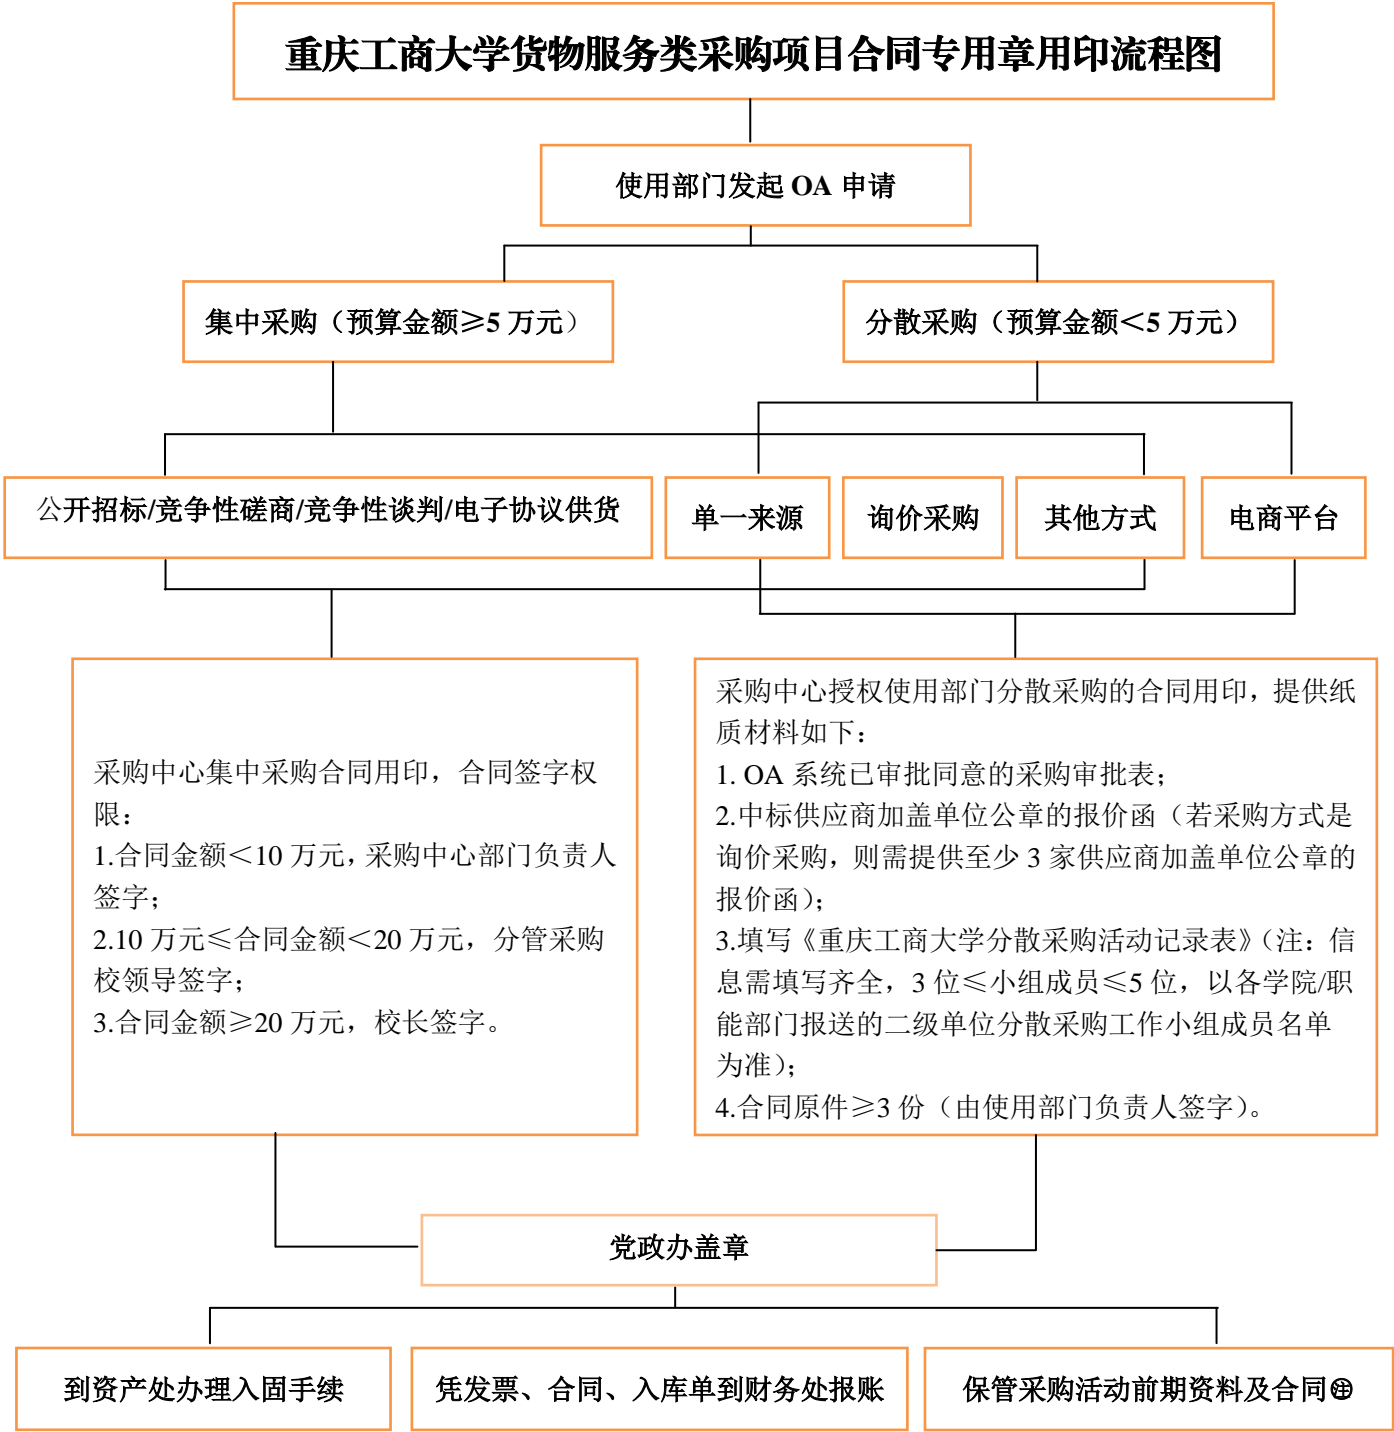 重庆工商大学货物服务类采购项目合同专用章用印流程图
使用部门发起 OA 申请
集中采购（预算金额≥5 万元）
分散采购（预算金额＜5 万元）
公开招标/竞争性磋商/竞争性谈判/电子协议供货
单一来源
询价采购
其他方式
电商平台
采购中心集中采购合同用印，合同签字权
限：
1.合同金额＜10 万元，采购中心部门负责人
签字；
2.10 万元≤合同金额＜20 万元，分管采购
校领导签字；
3.合同金额≥20 万元，校长签字。
采购中心授权使用部门分散采购的合同用印，提供纸
质材料如下：
1. OA 系统已审批同意的采购审批表；
2.中标供应商加盖单位公章的报价函（若采购方式是
询价采购，则需提供至少 3 家供应商加盖单位公章的
报价函）；
3.填写《重庆工商大学分散采购活动记录表》（注：信
息需填写齐全，3 位≤小组成员≤5 位，以各学院/职
能部门报送的二级单位分散采购工作小组成员名单
为准）；
4.合同原件≥3 份（由使用部门负责人签字）。
党政办盖章
到资产处办理入固手续
凭发票、合同、入库单到财务处报账
保管采购活动前期资料及合同㊟